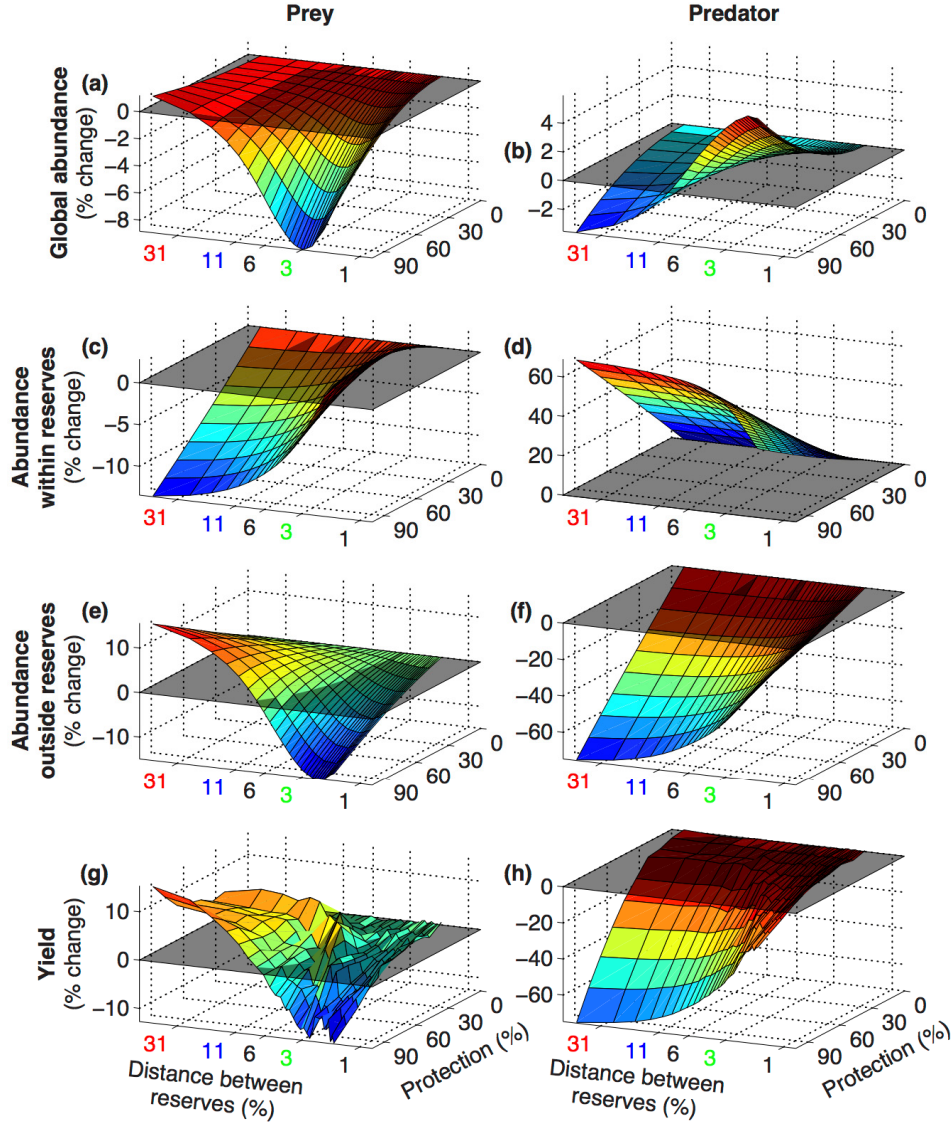 Prey Predator
(a) (b)
Global abundance
(% change)
0
−2
−4
−6
−8
4
2
0
−2
31 11 6 3 1 90 60 30 0
31 11 6 3 1 90 60 30 0
(c) (d)
Abundance
within reserves
(% change)
0
−5
−10
60
40
20
0
31 11 6 3 1 90 60 30 0
31 11 6 3 1 90 60 30 0
(e) (f)
Abundance
outside reserves
(% change)
10
0
−10
0
−20
−40
−60
31 11 6 3 1 90 60 30 0
31 11 6 3 1 90 60 30 0
(g) (h)
Yield
(% change)
10
0
−10
0
−20
−40
−60
31 11 6 3 1 90 60 30 0
31 11 6 3 1 90 60 30 0
Distance between
reserves (%)
Protection (%)
Distance between
reserves (%)
Protection (%)